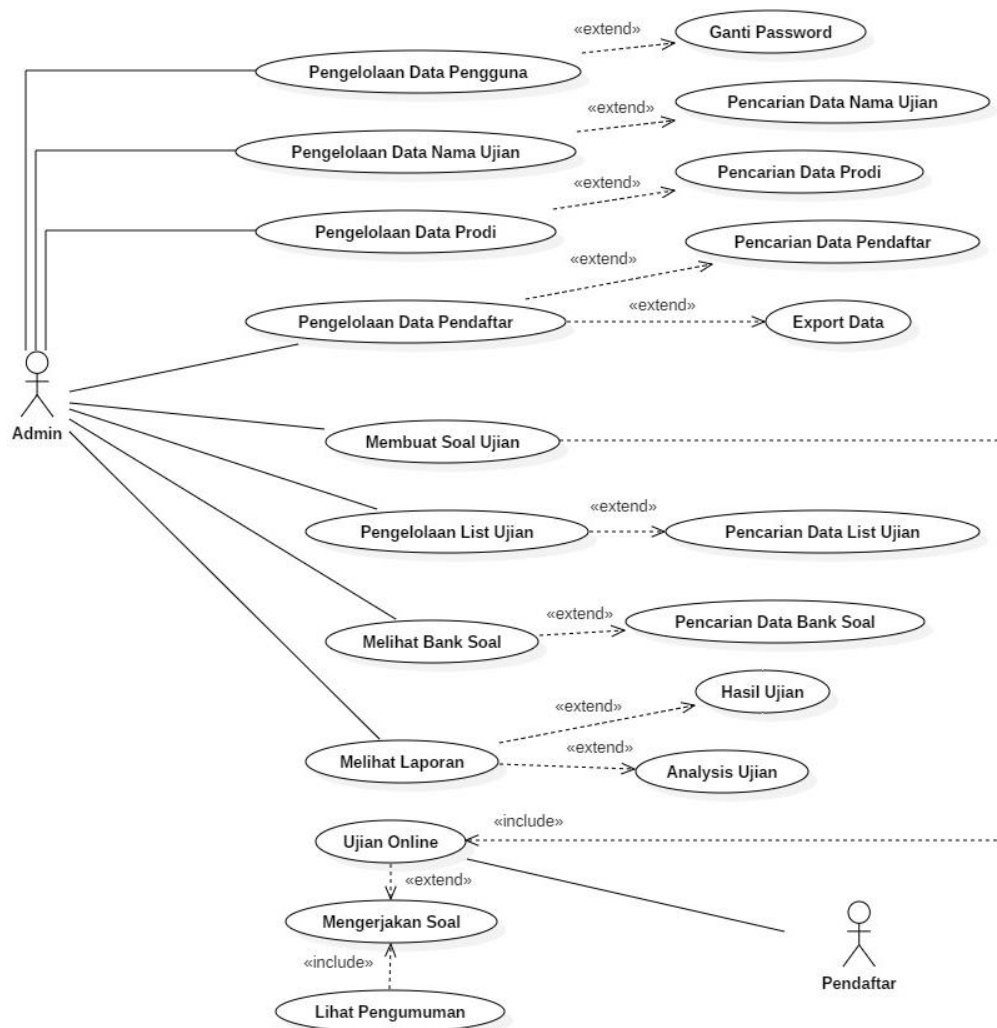 «extend»
Ganti Password
Pengelolaan Data Pengguna
«extend»
Pencarian Data Nama Ujian
Pengelolaan Data Nama Ujian
«extend»
Pencarian Data Prodi
Pengelolaan Data Prodi
«extend»
Pencarian Data Pendaftar
Pengelolaan Data Pendaftar
«extend»
Export Data
Admin
Membuat Soal Ujian
Pengelolaan List Ujian
«extend»
Pencarian Data List Ujian
Melihat Bank Soal
«extend»
Pencarian Data Bank Soal
«extend»
Hasil Ujian
Melihat Laporan
«extend»
Analysis Ujian
Ujian Online
«include»
«extend»
Mengerjakan Soal
«include»
Lihat Pengumuman
Pendaftar